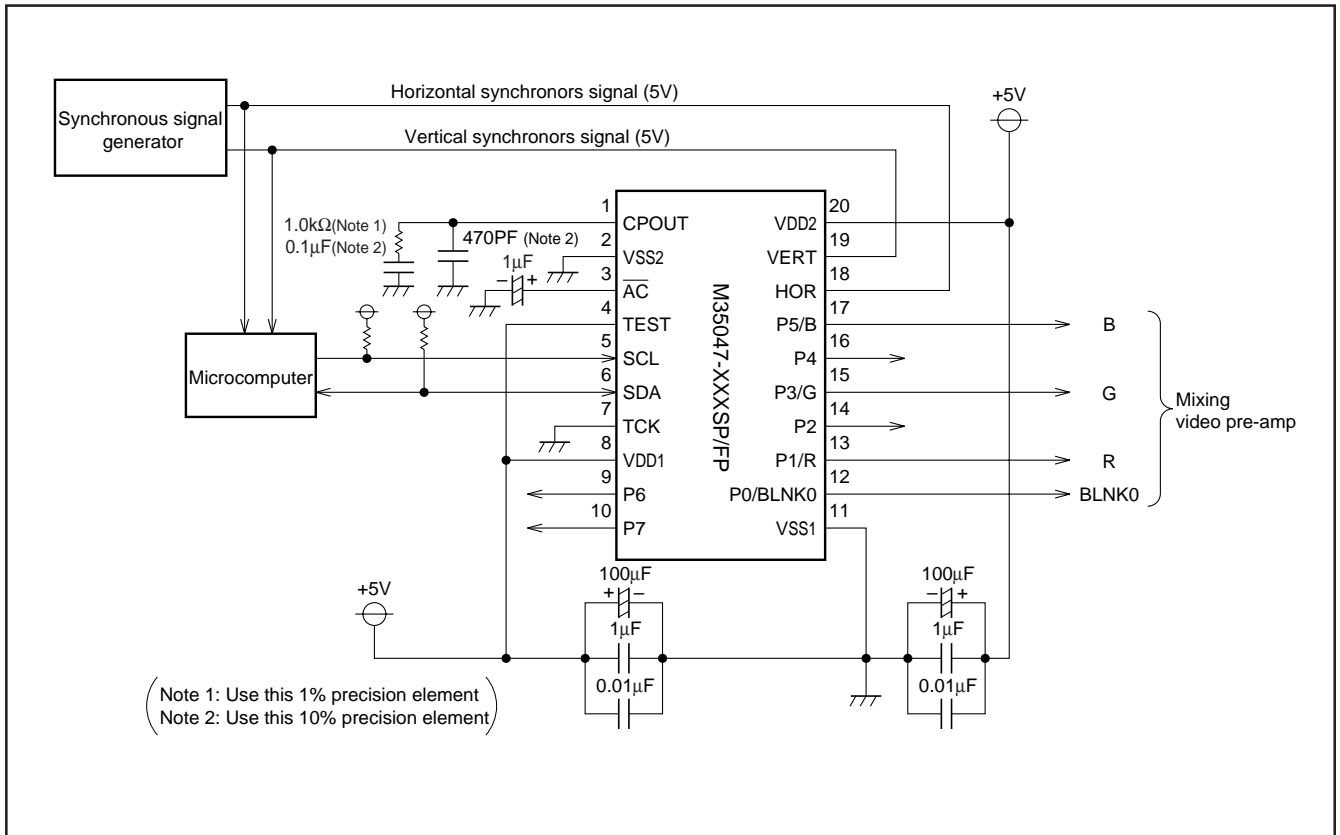 Synchronous signal
generator
Horizontal synchronors signal (5V)
Vertical synchronors signal (5V)
+5V
1.0kΩ(Note 1)
0.1μF(Note 2)
470PF (Note 2)
1μF
− +
Microcomputer
1
2
3
4
5
6
7
8
9
10
CPOUT
VSS2
AC
TEST
SCL
SDA
TCK
VDD1
P6
P7
M35047-XXXSP/FP
20
19
18
17
16
15
14
13
12
11
VDD2
VERT
HOR
P5/B
P4
P3/G
P2
P1/R
P0/BLNK0
VSS1
B
G
R
BLNK0
Mixing
video pre-amp
+5V
100μF
+ −
1μF
0.01μF
100μF
− +
1μF
0.01μF
Note 1: Use this 1% precision element
Note 2: Use this 10% precision element